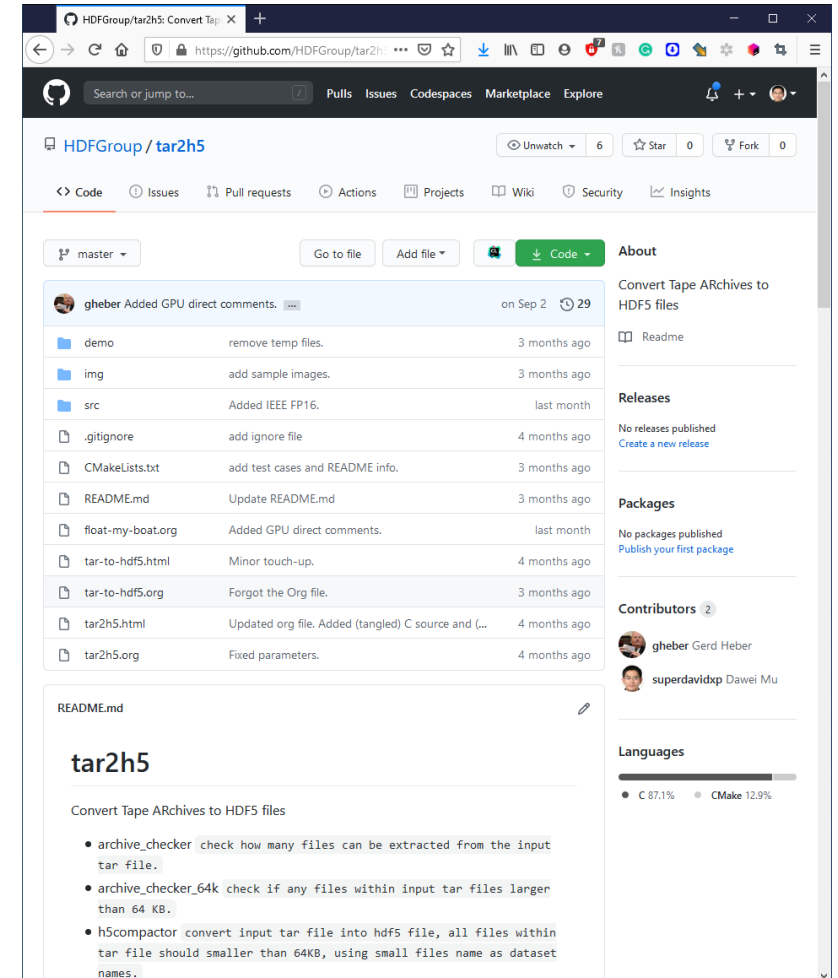 HDFGroup/tar2h5: Convert Tap
https://github.com/HDFGroup/tar2h5
7
Search or jump to... /
Pulls Issues Codespaces Marketplace Explore
HDFGroup / tar2h5
Unwatch 6 Star 0 Fork 0
Code Issues Pull requests Actions Projects Wiki Security Insights
master Go to file Add file Code
gheber Added GPU direct comments. ... on Sep 2 29
demo remove temp files. 3 months ago
img add sample images. 3 months ago
src Added IEEE FP16. last month
.gitignore add ignore file 4 months ago
CMakeLists.txt add test cases and README info. 3 months ago
README.md Update README.md 3 months ago
float-my-boat.org Added GPU direct comments. last month
tar-to-hdf5.html Minor touch-up. 4 months ago
tar-to-hdf5.org Forgot the Org file. 3 months ago
tar2h5.html Updated org file. Added (tangled) C source and (... 4 months ago
tar2h5.org Fixed parameters. 4 months ago
README.md
tar2h5
Convert Tape ARchives to HDF5 files
• archive_checker check how many files can be extracted from the input
tar file.
• archive_checker_64k check if any files within input tar files larger
than 64 KB.
• h5compactor convert input tar file into hdf5 file, all files within
tar file should smaller than 64KB, using small files name as dataset
names.
About
Convert Tape ARchives to
HDF5 files
Readme
Releases
No releases published
Create a new release
Packages
No packages published
Publish your first package
Contributors 2
gheber Gerd Heber
superdavidxp Dawei Mu
Languages
C 87.1% CMake 12.9%